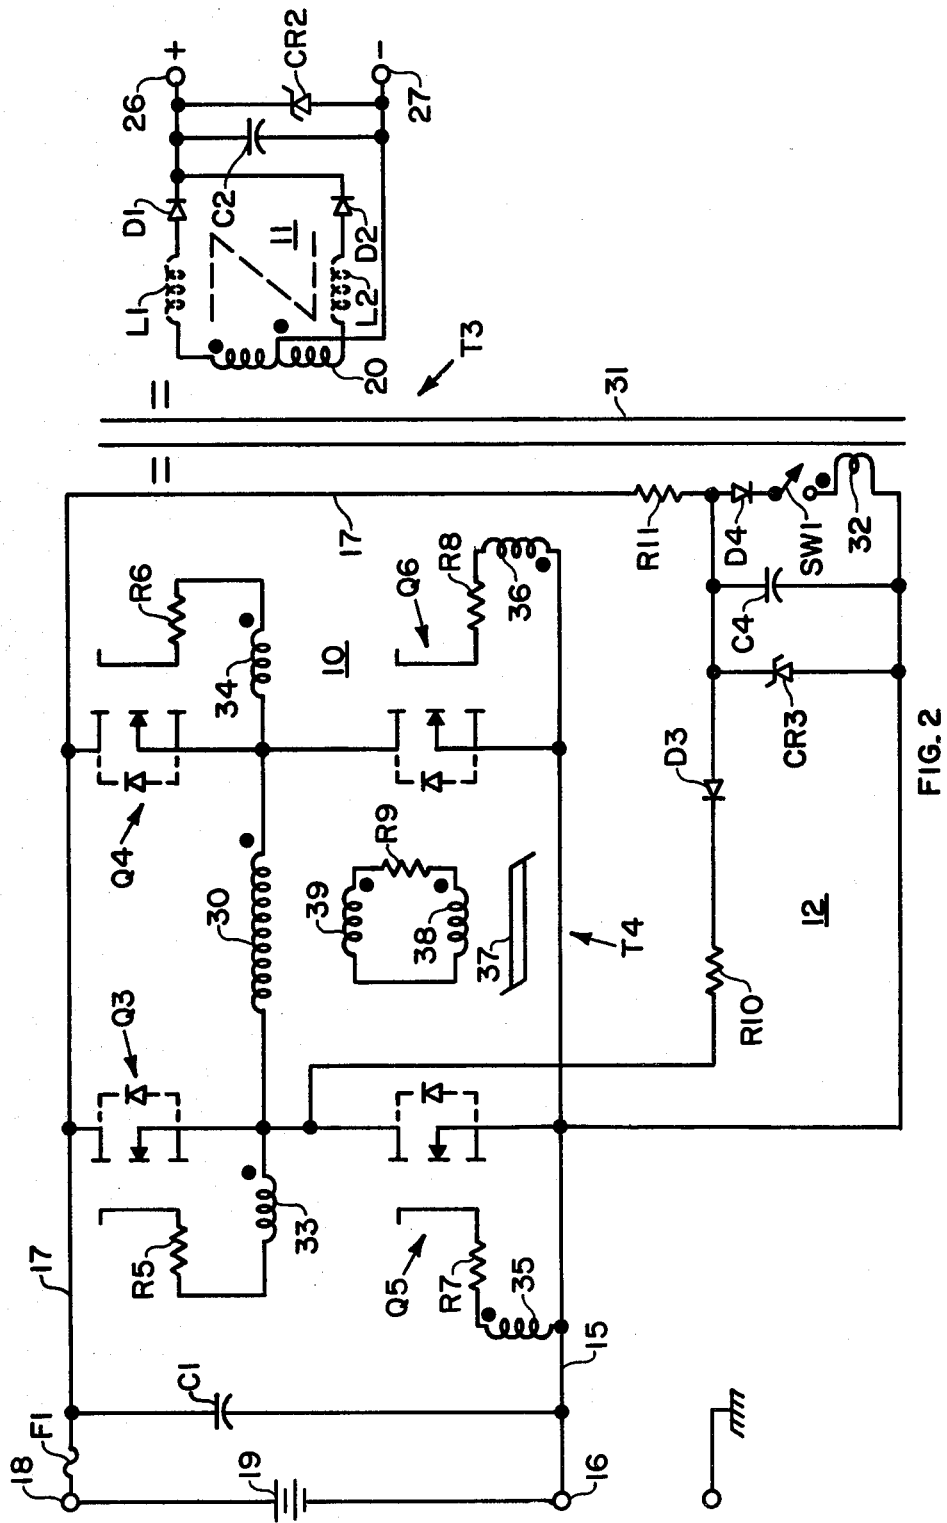 18
F1
17
17
19
C1
16
15
R5
33
Q3
Q5
R7
35
30
Q4
34
R6
10
Q6
R8
36
39
R9
38
37
T4
12
R10
D3
CR3
C4
R11
D4
SW1
32
31
T3
=
=
20
L1
L2
11
D1
D2
C2
CR2
26
+
27
-
FIG. 2